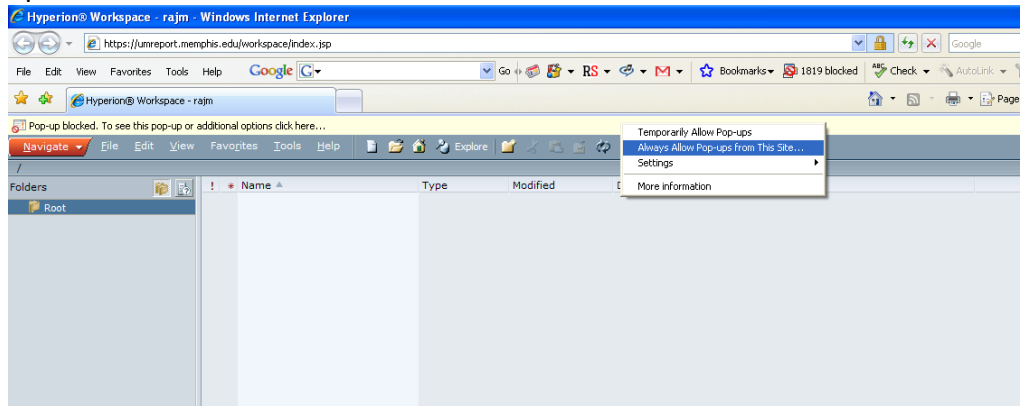 Hyperion® Workspace - rajm - Windows Internet Explorer
https://umreport.memphis.edu/workspace/index.jsp Google
File Edit View Favorites Tools Help Google G Go RS M Bookmarks 1819 blocked ABC Check AutoLink
Hyperion® Workspace - rajm Page
Pop-up blocked. To see this pop-up or additional options click here...
Temporarily Allow Pop-ups
Navigate File Edit View Favorites Tools Help Explore
Always Allow Pop-ups from This Site...
Settings
/
Folders ! * Name Type Modified
More information
Root